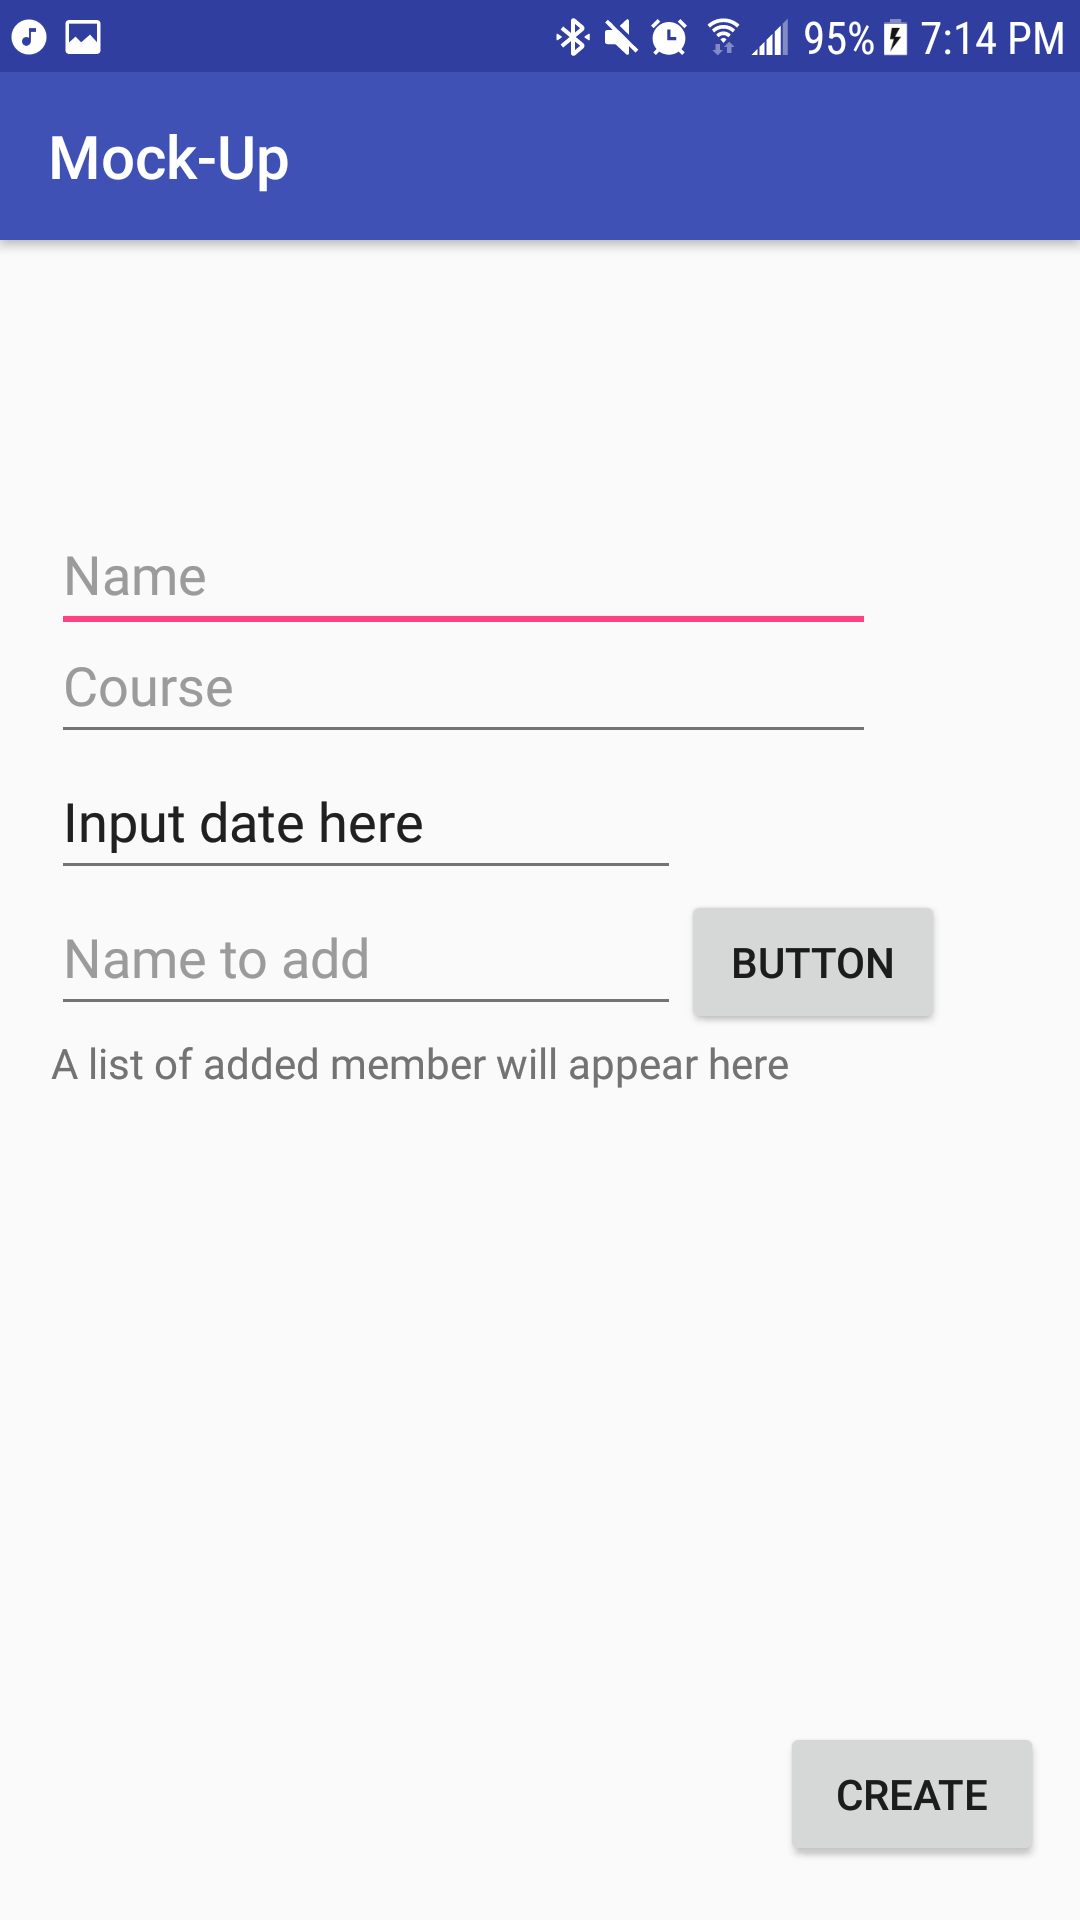 95% 7:14 PM
Mock-Up
Name
Course
Input date here
Name to add
BUTTON
A list of added member will appear here
CREATE